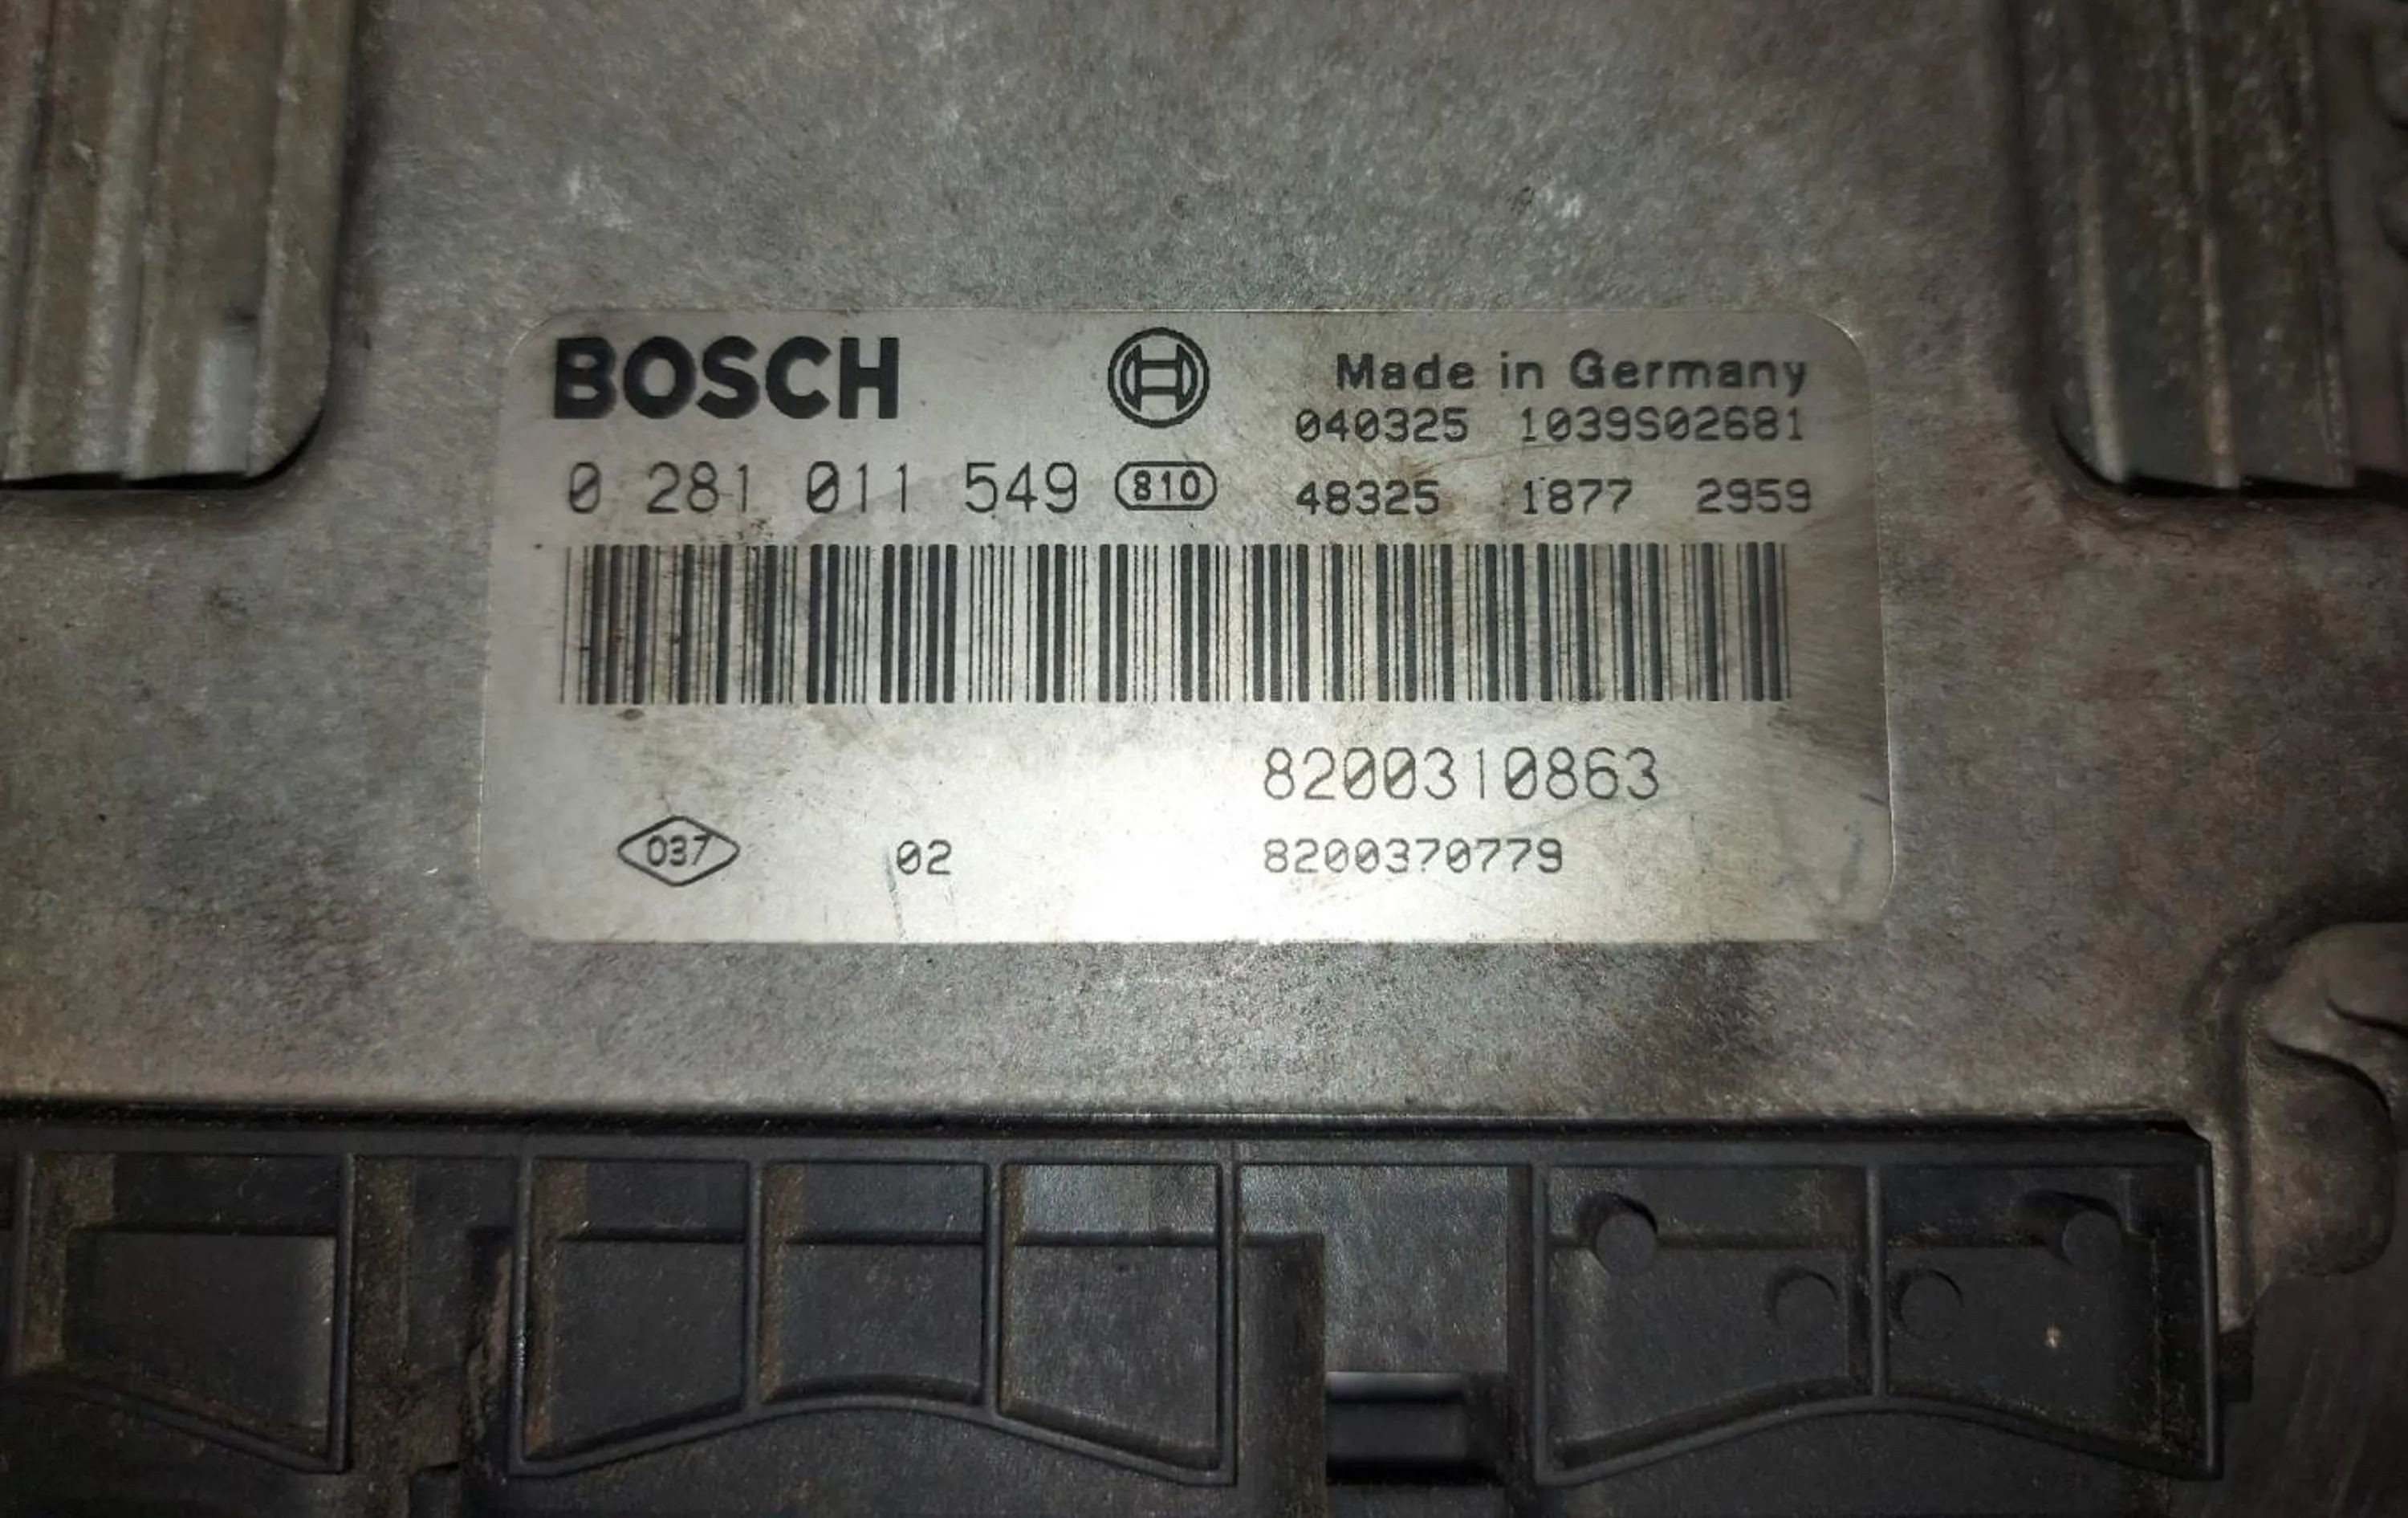 BOSCH
Made in Germany
040325 1039S02681
0 281 011 549 810
48325 1877 2959
8200310863
037 02 8200370779